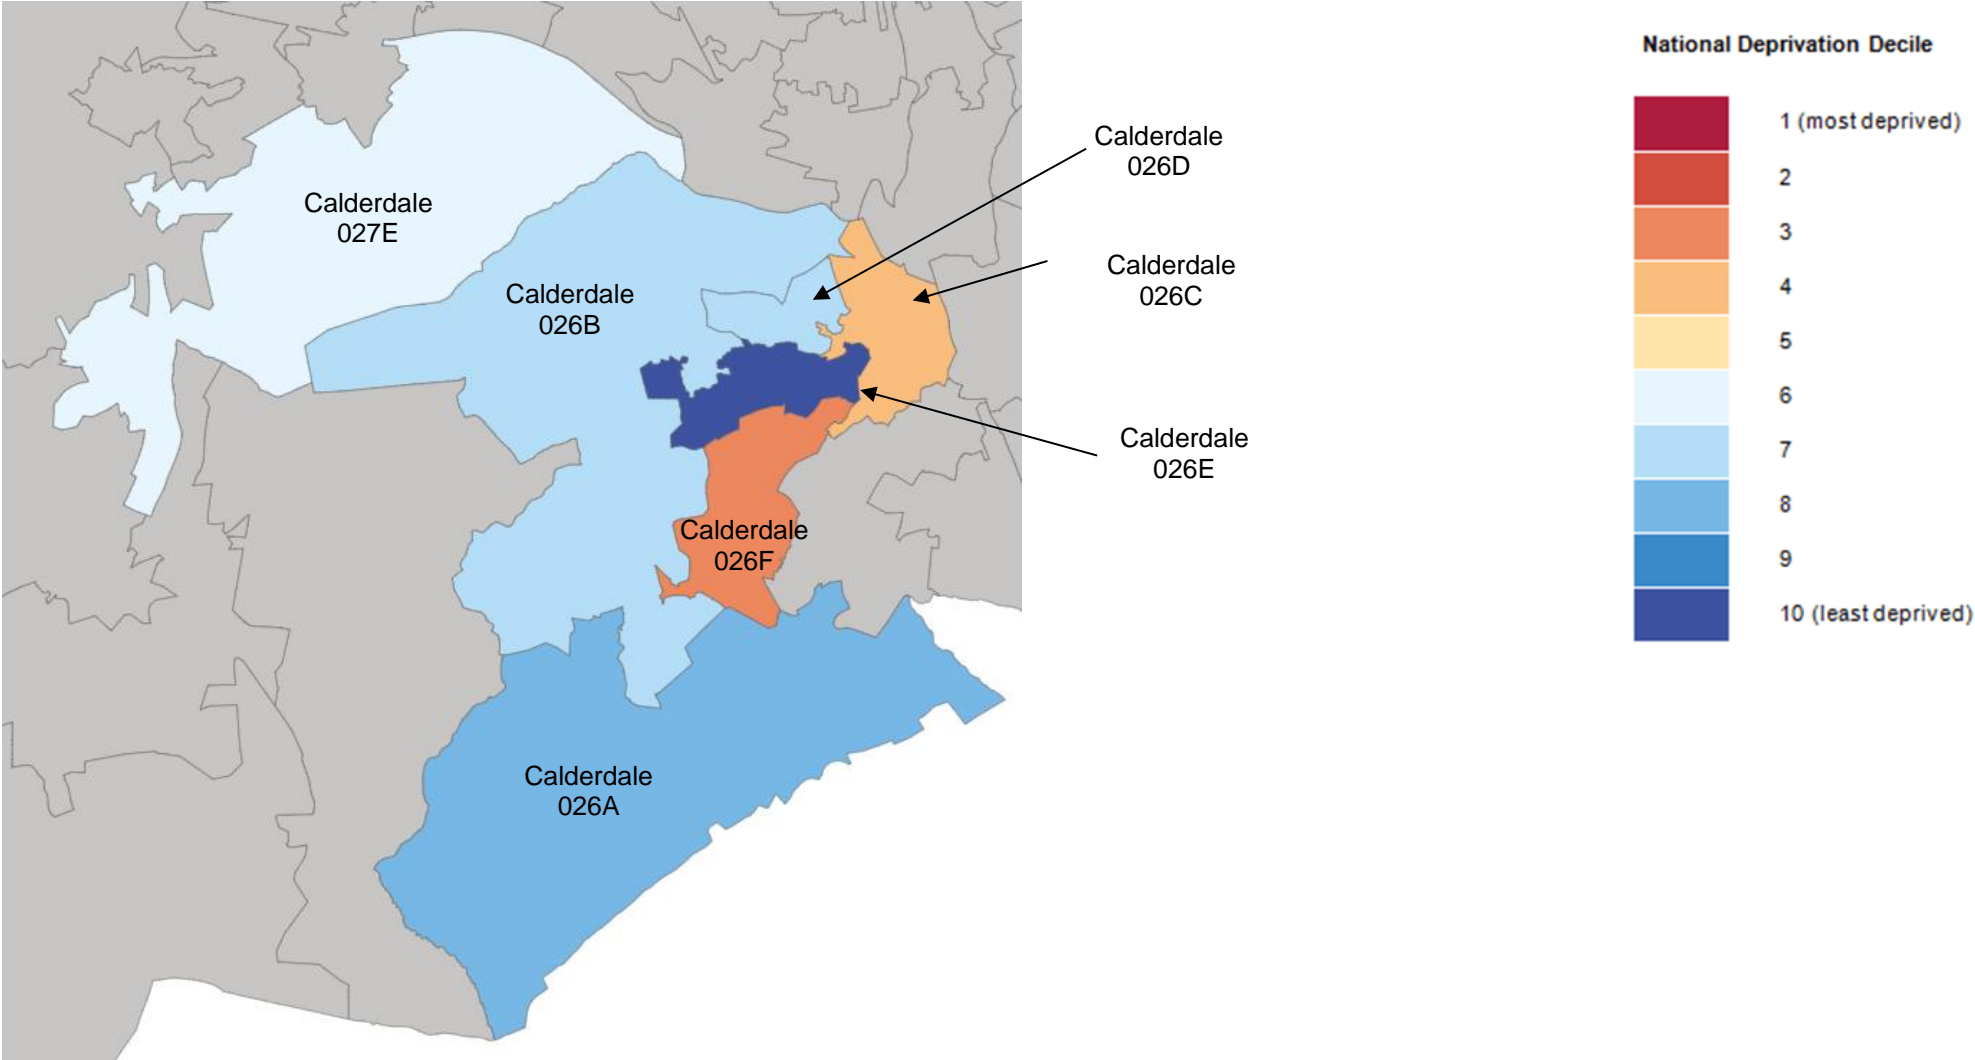 National Deprivation Decile
1 (most deprived)
2
3
4
5
6
7
8
9
10 (least deprived)
Calderdale
026D
Calderdale
027E
Calderdale
026C
Calderdale
026B
Calderdale
026E
Calderdale
026F
Calderdale
026A